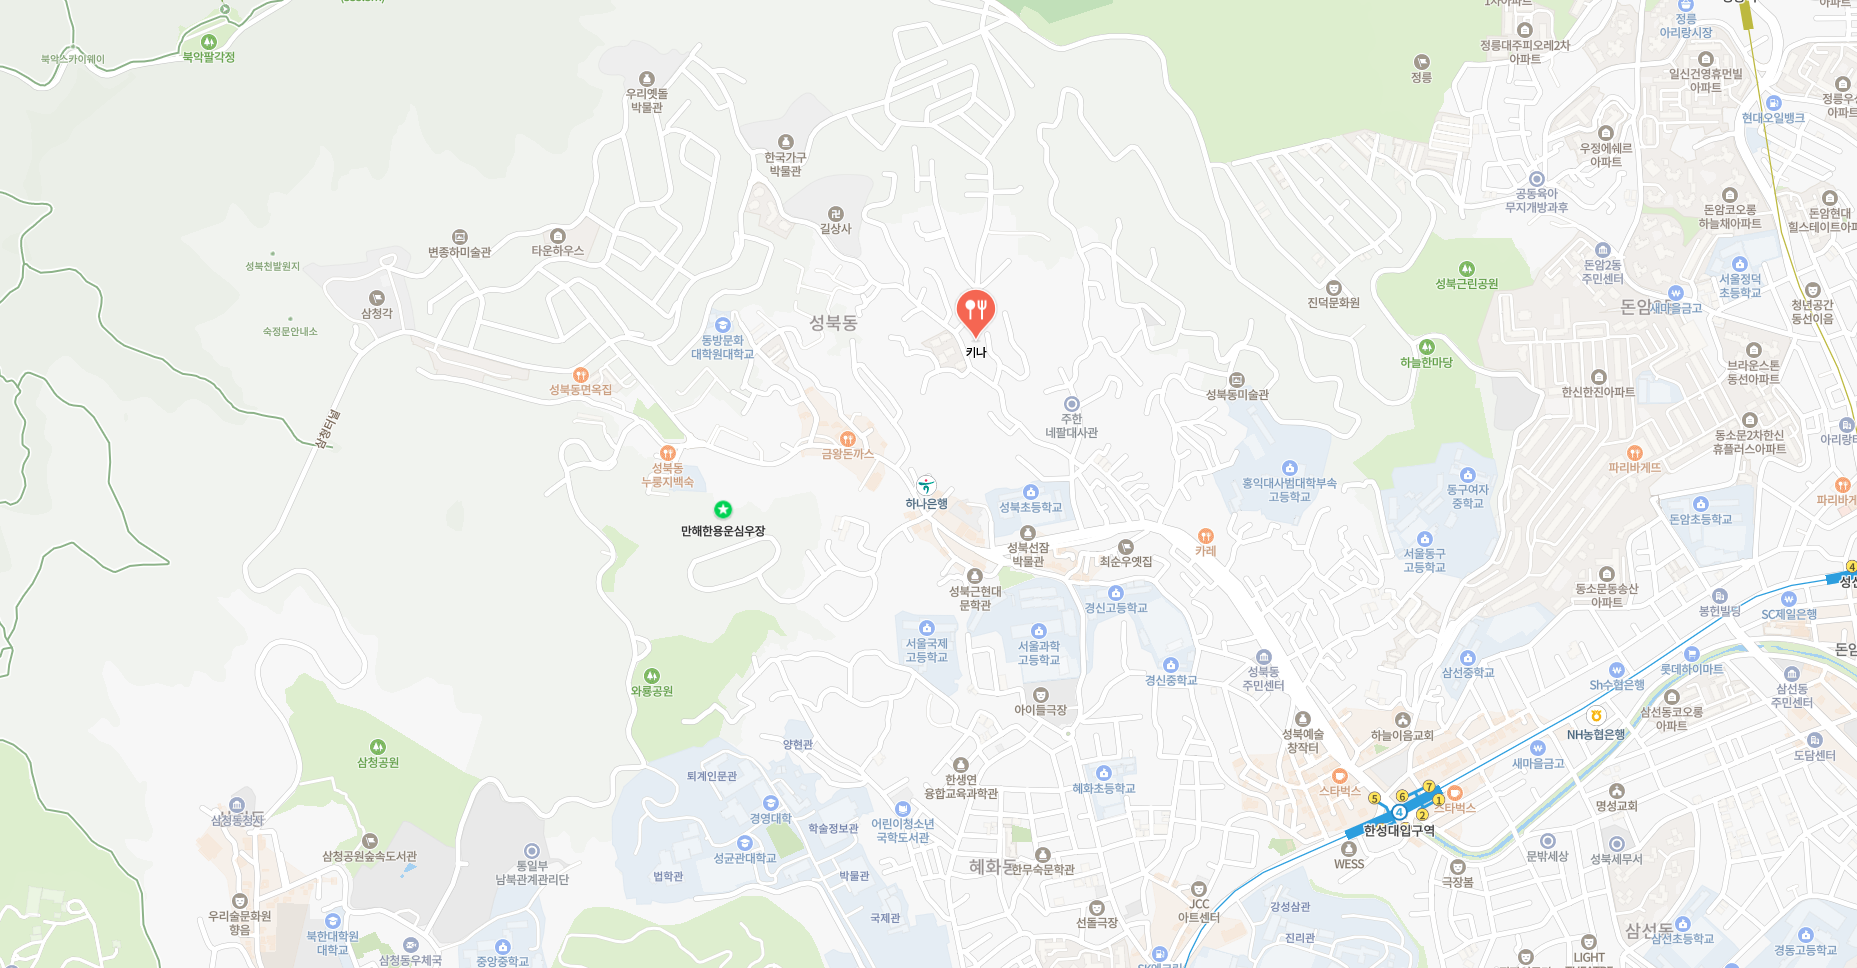 북악스카이웨이
북악팔각정
우리옛돌
박물관
한국가구
박물관
길상사
변종하미술관
타운하우스
성북천발원지
삼청각
숙정문안내소
성북동
동방문화
대학원대학교
키나
성북동면옥집
삼청터널
성북동
누룽지백숙
금왕돈까스
하나은행
만해한용운심우장
주한
네팔대사관
성북동미술관
진덕문화원
정릉
정릉대주피오레2차
아파트
정릉
아리랑시장
일신건영휴먼빌
아파트
현대오일뱅크
우정에쉐르
아파트
공동육아
무지개방과후
돈암코오롱
하늘채아파트
돈암현대
돈암2동
주민센터
서울정덕
초등학교
새마을금고
청년공간
동선이음
성북근린공원
하늘한마당
한신한진아파트
브라운스톤
동선아파트
동소문2차한신
휴플러스아파트
파리바게뜨
홍익대사범대학부속
고등학교
동구여자
중학교
돈암초등학교
서울동구
고등학교
성북초등학교
성북선잠
박물관
최순우옛집
카레
성북근현대
문학관
경신고등학교
동소문동송산
아파트
봉헌빌딩
SC제일은행
4
서울국제
고등학교
서울과학
고등학교
경신중학교
성북동
주민센터
삼선중학교
Sh수협은행
롯데하이마트
삼선동
주민센터
와룡공원
아이들극장
성북예술
창작터
하늘이음교회
삼선동코오롱
아파트
NH농협은행
도담센터
새마을금고
삼청공원
양현관
퇴계인문관
한생연
융합교육과학관
혜화초등학교
스타벅스
스타벅스
5
6
7
1
2
4
한성대입구역
명성교회
삼청동청사
경영대학
학술정보관
어린이청소년
국학도서관
삼청공원숲속도서관
통일부
남북관계관리단
성균관대학교
법학관
박물관
혜화동
한무숙문학관
WESS
극장봄
문밖세상
성북세무서
우리술문화원
향음
북한대학원
대학교
삼청동우체국
중앙중학교
국제관
선돌극장
JCC
아트센터
강성삼관
진리관
삼선동
삼선초등학교
경동고등학교
LIGHT